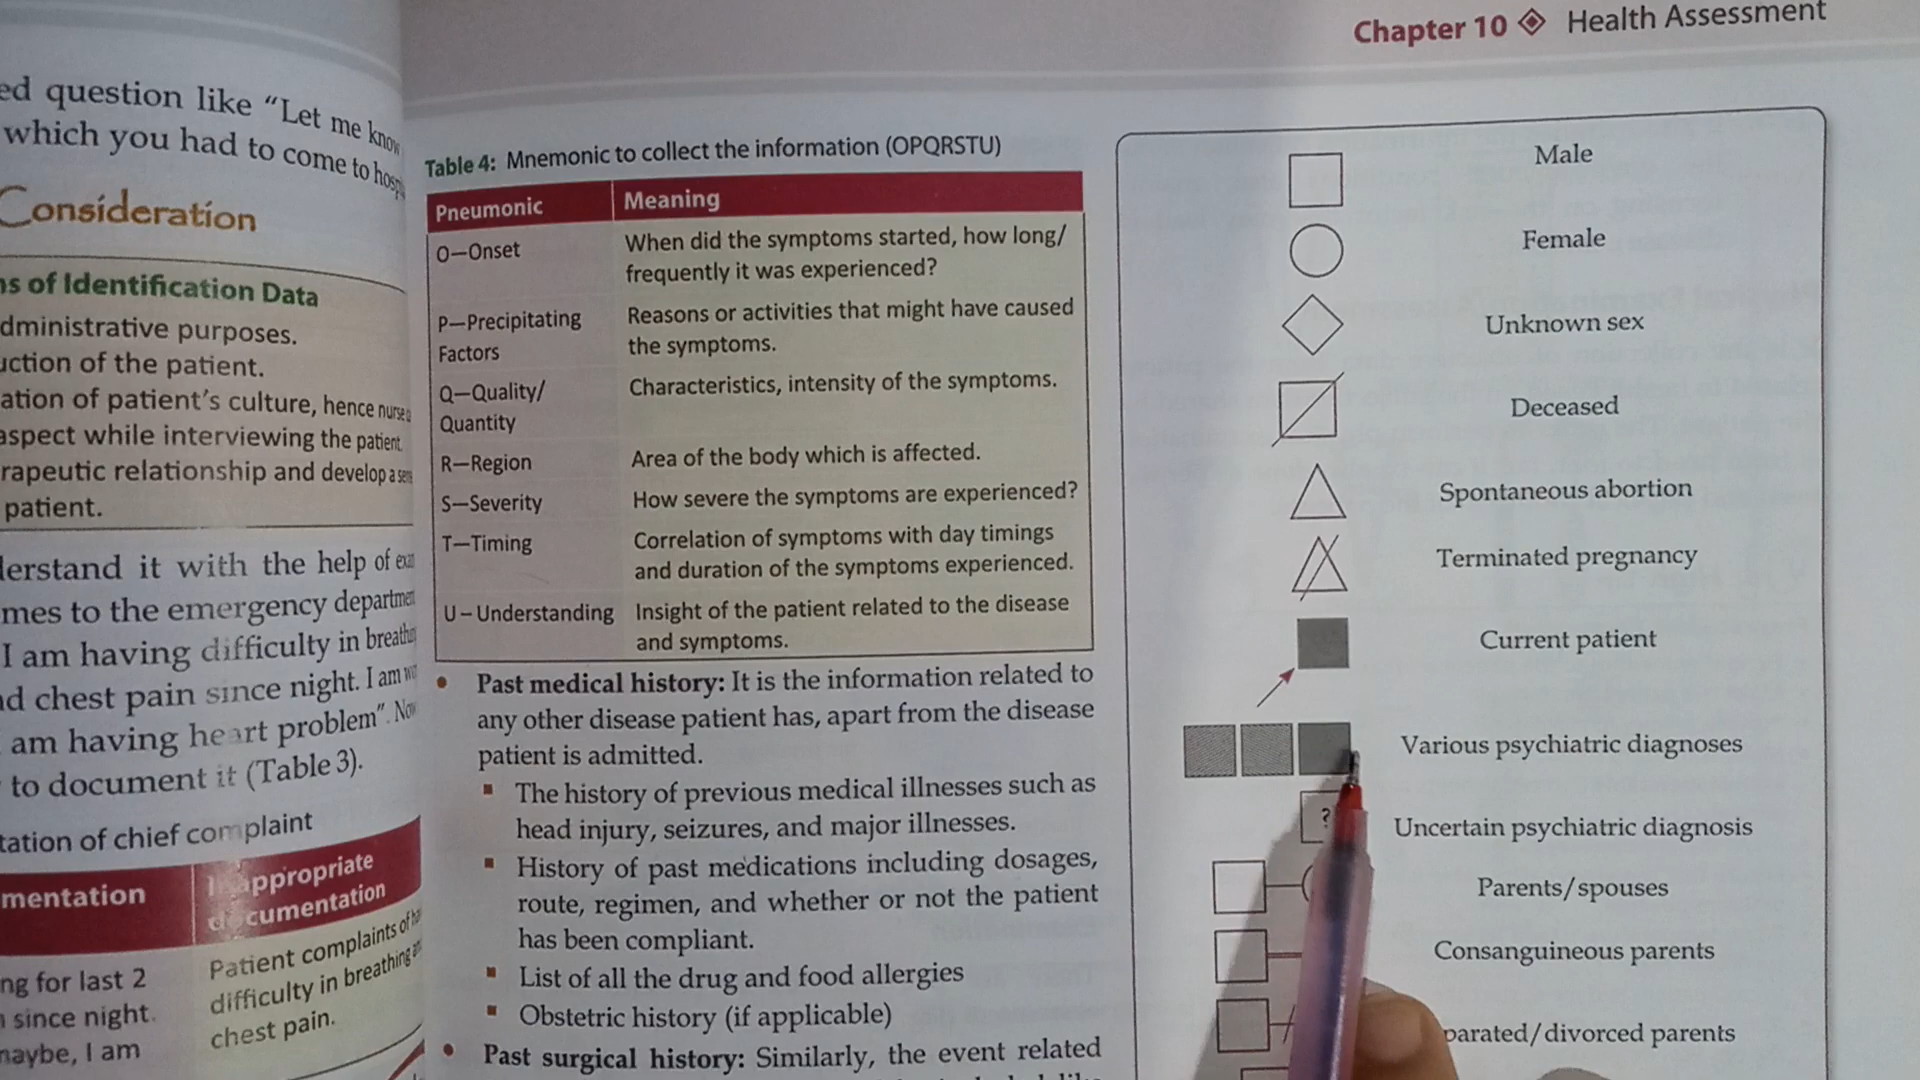 Chapter 10 Health Assessment
ed question like “Let me know
which you had to come to
Consideration
ns of Identification Data
dministrative purposes.
uction of the patient.
ation of patient’s culture, hence nurse
aspect while interviewing the patient.
rapeutic relationship and develop a
patient.
derstand it with the help of
mes to the emergency
I am having difficulty in
nd chest pain since night. I am
am having heart problem”. Now
to document it (Table 3).
tation of chief complaint
mentation
Inappropriate
documentation
ng for last 2
n since night.
maybe, I am
Patient complaints of
difficulty in breathing
chest pain.
Table 4: Mnemonic to collect the information (OPQRSTU)
Pneumonic Meaning
O—Onset When did the symptoms started, how long/
frequently it was experienced?
P—Precipitating Reasons or activities that might have caused
Factors the symptoms.
Q—Quality/ Characteristics, intensity of the symptoms.
Quantity
R—Region Area of the body which is affected.
S—Severity How severe the symptoms are experienced?
T—Timing Correlation of symptoms with day timings
and duration of the symptoms experienced.
U–Understanding Insight of the patient related to the disease
and symptoms.
• Past medical history: It is the information related to
any other disease patient has, apart from the disease
patient is admitted.
▪ The history of previous medical illnesses such as
head injury, seizures, and major illnesses.
▪ History of past medications including dosages,
route, regimen, and whether or not the patient
has been compliant.
▪ List of all the drug and food allergies
▪ Obstetric history (if applicable)
• Past surgical history: Similarly, the event related
Male
Female
Unknown sex
Deceased
Spontaneous abortion
Terminated pregnancy
Current patient
Various psychiatric diagnoses
? Uncertain psychiatric diagnosis
Parents/spouses
Consanguineous parents
parated/divorced parents